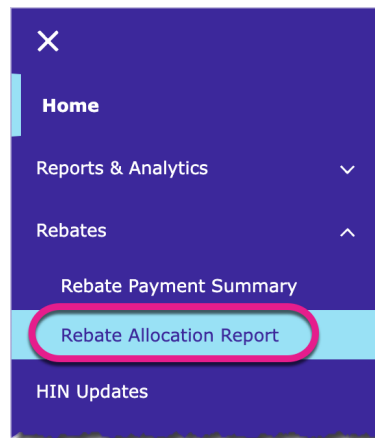 Home
Reports & Analytics
Rebates
Rebate Payment Summary
Rebate Allocation Report
HIN Updates